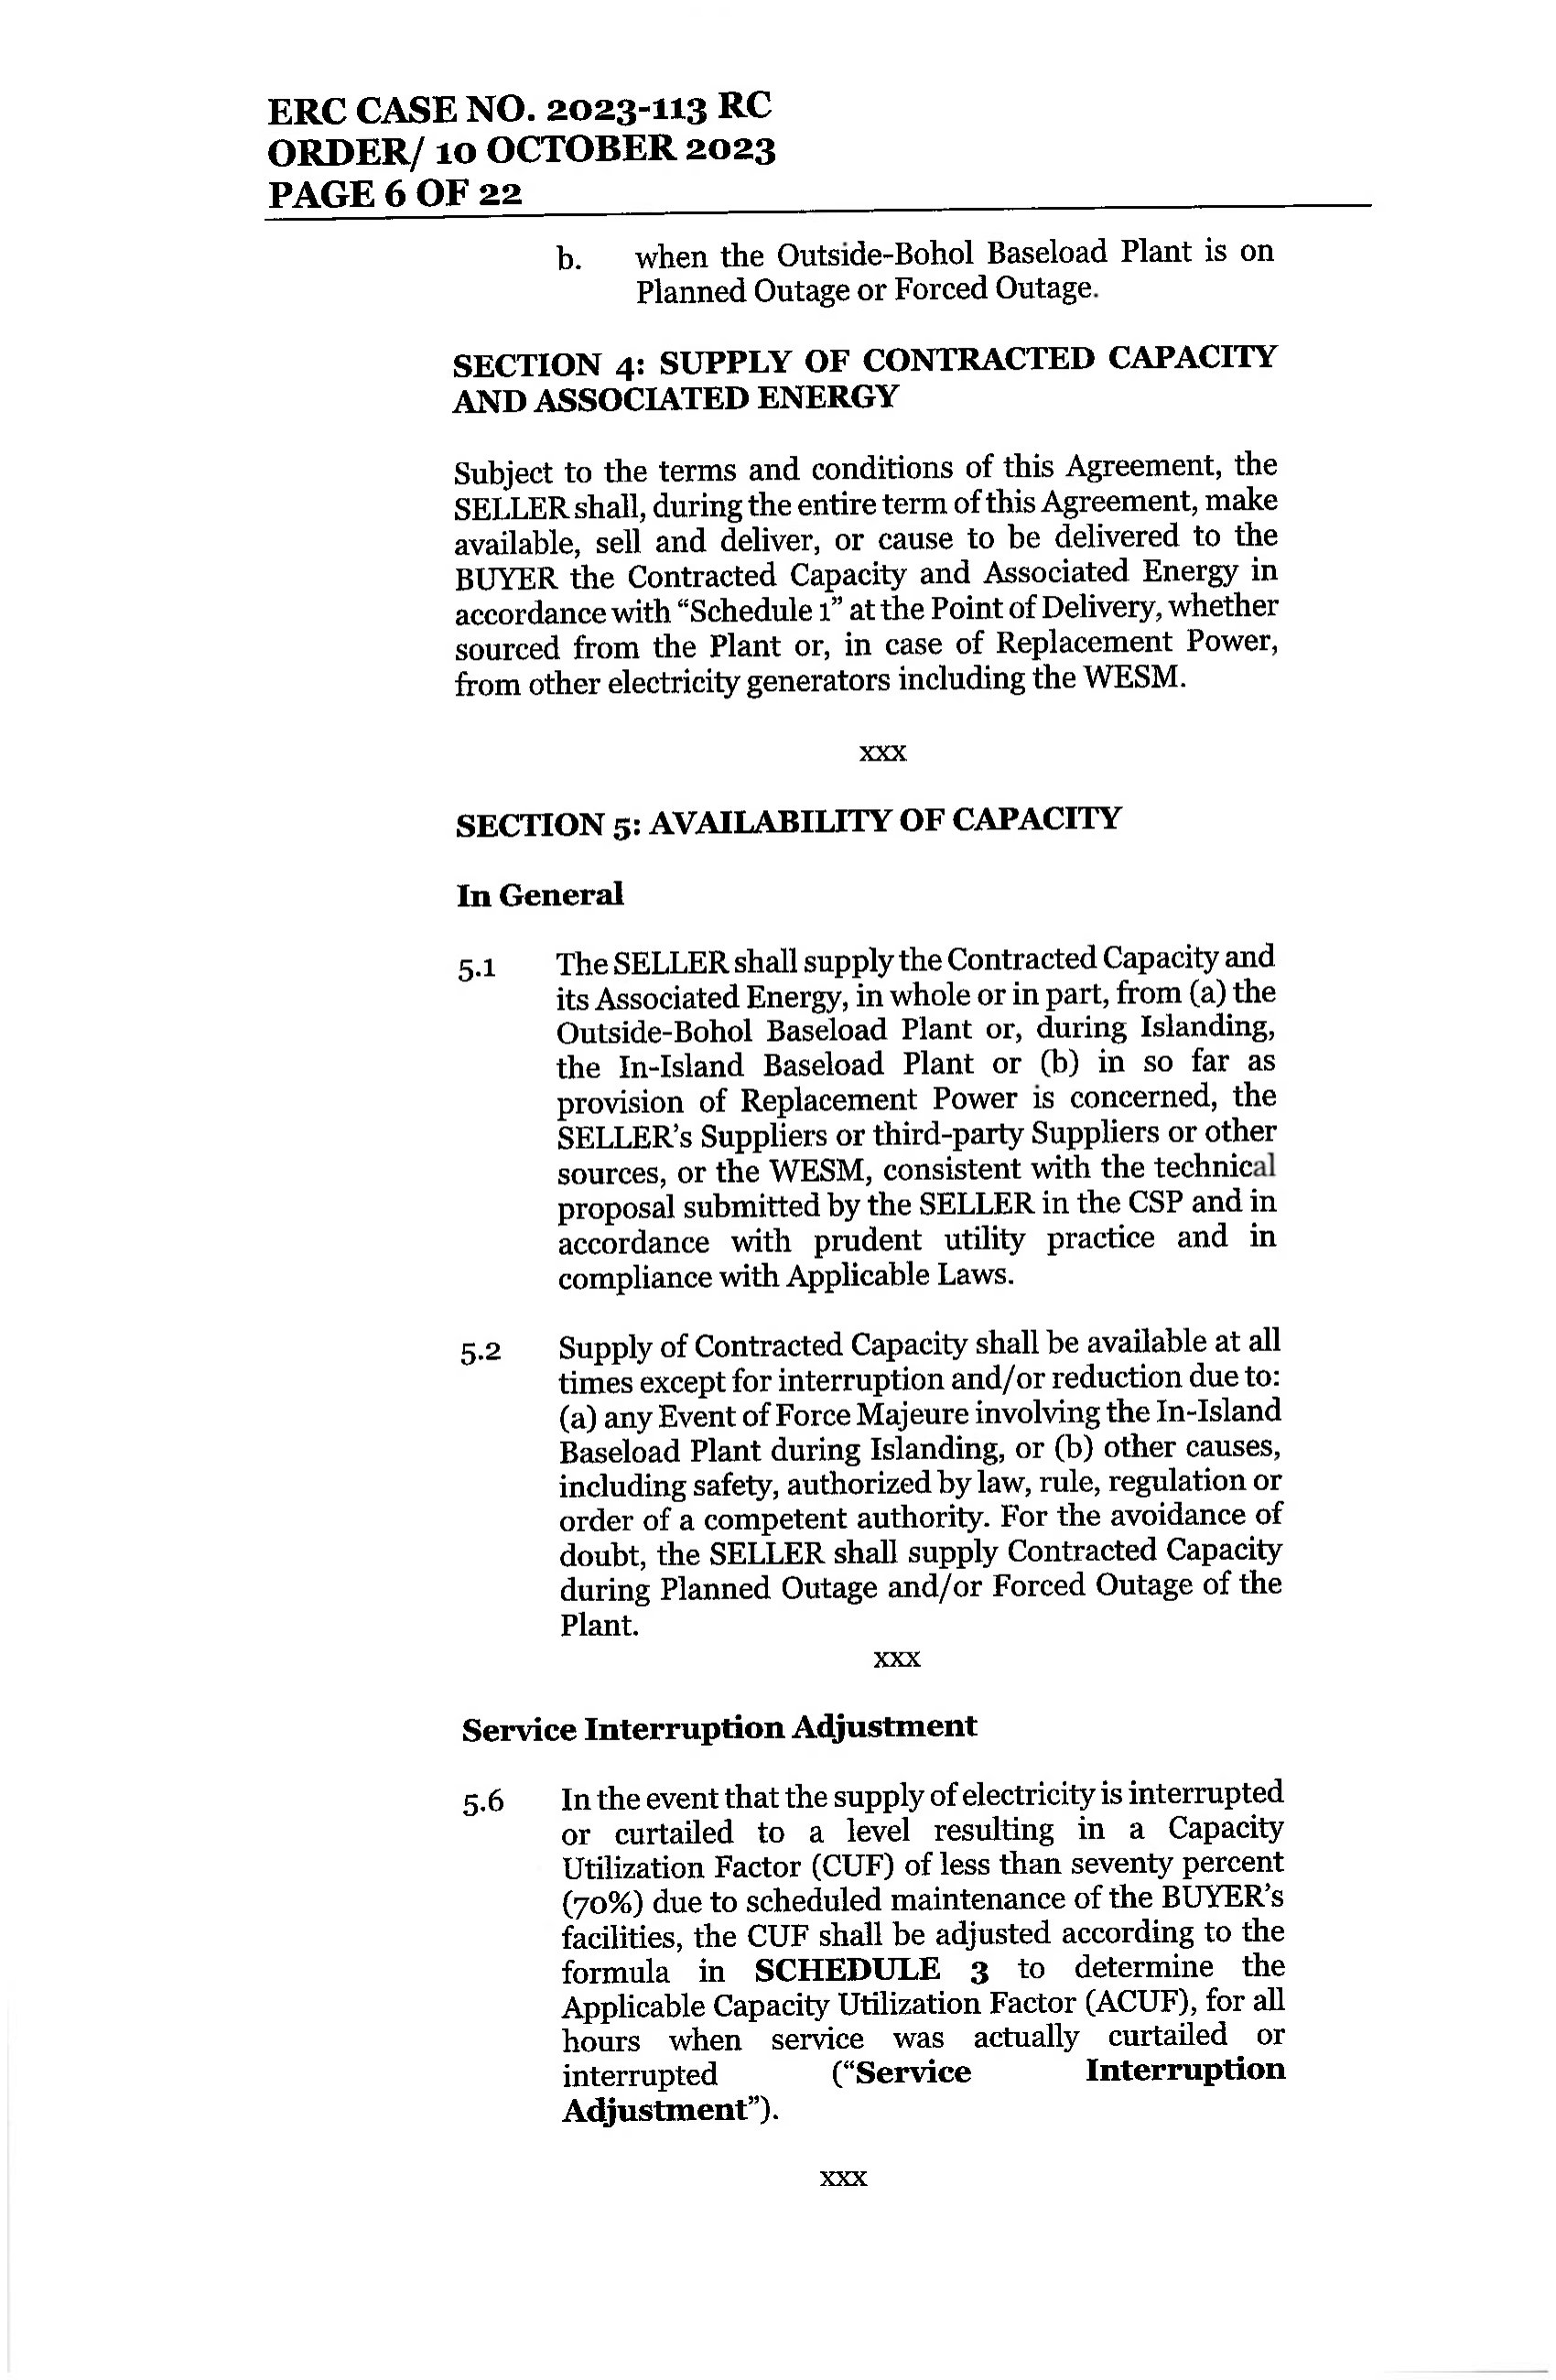 ERC CASE NO. 2023-113 RC
ORDER/ 10 OCTOBER 2023
PAGE 6 OF 22
b. when the Outside-Bohol Baseload Plant is on
Planned Outage or Forced Outage.
SECTION 4: SUPPLY OF CONTRACTED CAPACITY
AND ASSOCIATED ENERGY
Subject to the terms and conditions of this Agreement, the
SELLER shall, during the entire term of this Agreement, make
available, sell and deliver, or cause to be delivered to the
BUYER the Contracted Capacity and Associated Energy in
accordance with “Schedule 1” at the Point of Delivery, whether
sourced from the Plant or, in case of Replacement Power,
from other electricity generators including the WESM.
xxx
SECTION 5: AVAILABILITY OF CAPACITY
In General
5.1 The SELLER shall supply the Contracted Capacity and
its Associated Energy, in whole or in part, from (a) the
Outside-Bohol Baseload Plant or, during Islanding,
the In-Island Baseload Plant or (b) in so far as
provision of Replacement Power is concerned, the
SELLER’s Suppliers or third-party Suppliers or other
sources, or the WESM, consistent with the technical
proposal submitted by the SELLER in the CSP and in
accordance with prudent utility practice and in
compliance with Applicable Laws.
5.2 Supply of Contracted Capacity shall be available at all
times except for interruption and/or reduction due to:
(a) any Event of Force Majeure involving the In-Island
Baseload Plant during Islanding, or (b) other causes,
including safety, authorized by law, rule, regulation or
order of a competent authority. For the avoidance of
doubt, the SELLER shall supply Contracted Capacity
during Planned Outage and/or Forced Outage of the
Plant.
xxx
Service Interruption Adjustment
5.6 In the event that the supply of electricity is interrupted
or curtailed to a level resulting in a Capacity
Utilization Factor (CUF) of less than seventy percent
(70%) due to scheduled maintenance of the BUYER’s
facilities, the CUF shall be adjusted according to the
formula in SCHEDULE 3 to determine the
Applicable Capacity Utilization Factor (ACUF), for all
hours when service was actually curtailed or
interrupted (“Service Interruption
Adjustment”).
xxx